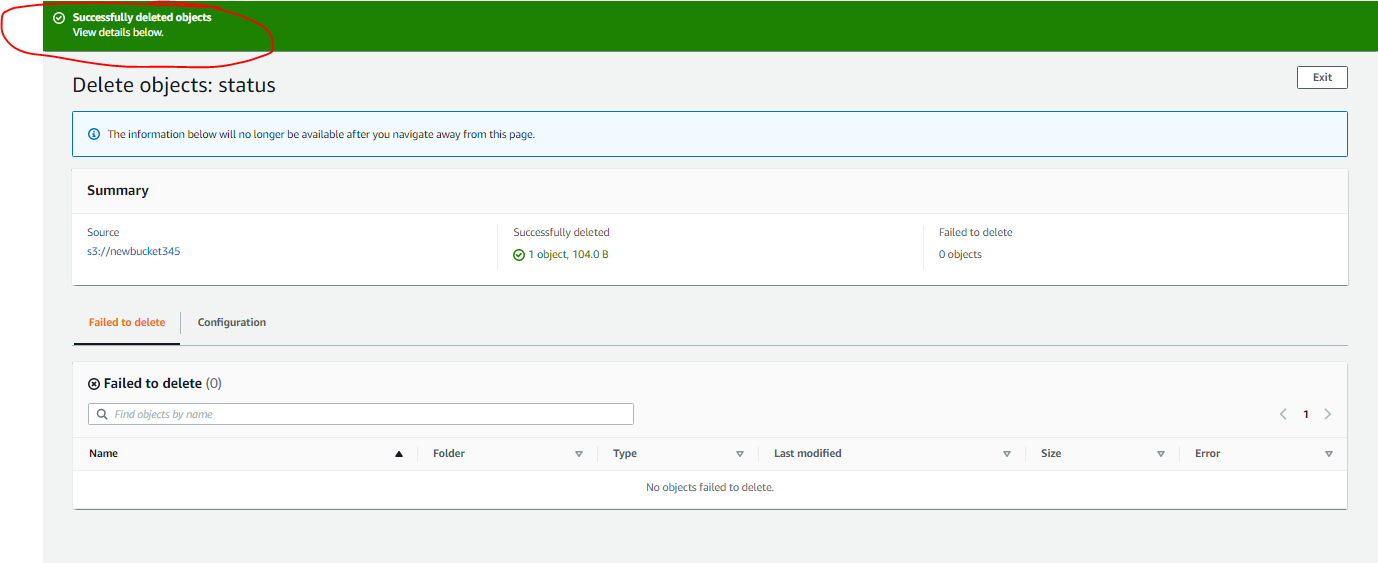 Successfully deleted objects
View details below.
Delete objects: status
Exit
The information below will no longer be available after you navigate away from this page.
Summary
Source
s3://newbucket345
Successfully deleted
1 object, 104.0 B
Failed to delete
0 objects
Failed to delete
Configuration
Failed to delete (0)
Find objects by name
1
Name Folder Type Last modified Size Error
No objects failed to delete.